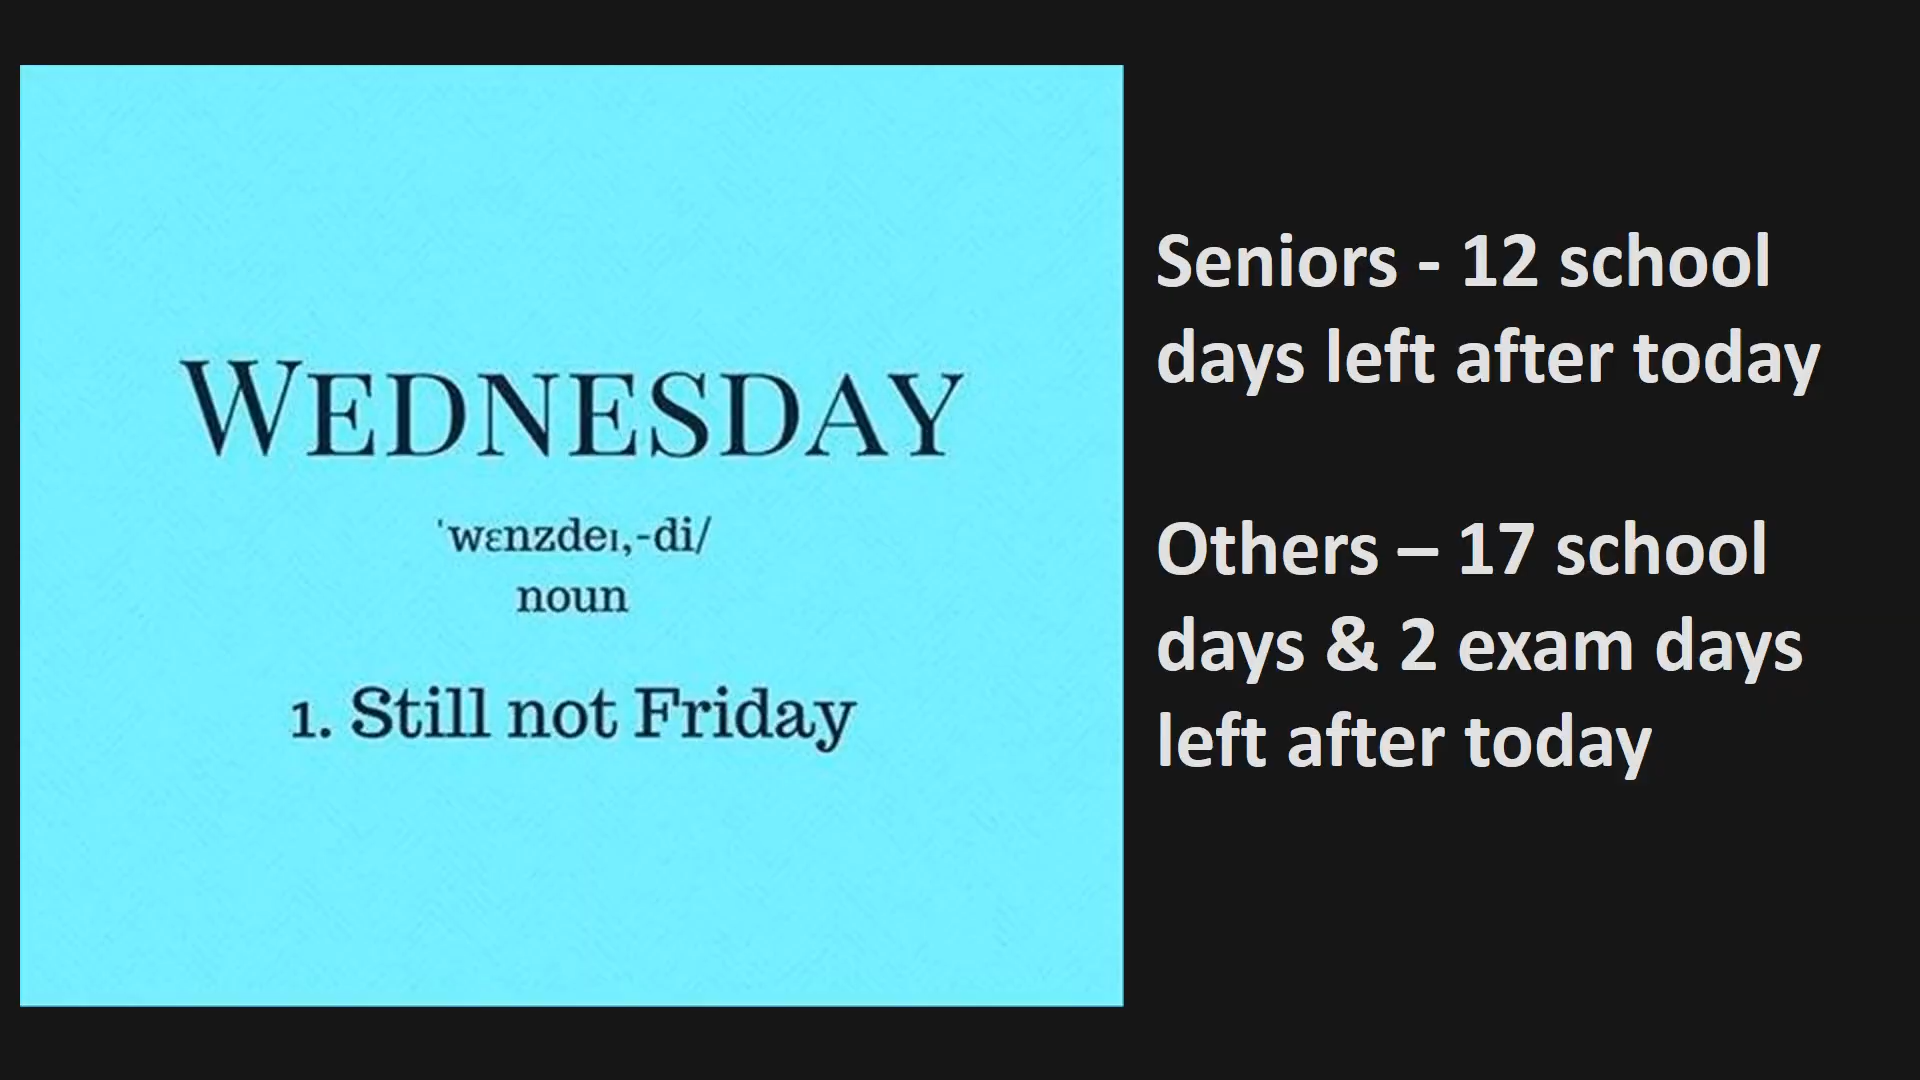 WEDNESDAY
ˈwɛnzdeɪ,-di/
noun
1. Still not Friday
Seniors - 12 school
days left after today
Others – 17 school
days & 2 exam days
left after today